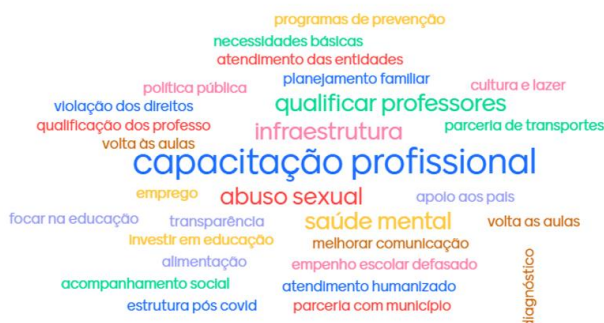 programas de prevenção
necessidades básicas
atendimento das entidades
política pública
planejamento familiar
cultura e lazer
violação dos direitos
qualificar professores
qualificação dos professo
infraestrutura
parceria de transportes
volta às aulas
capacitação profissional
emprego
abuso sexual
apoio aos pais
focar na educação
transparência
saúde mental
volta as aulas
investir em educação
melhorar comunicação
alimentação
empenho escolar defasado
acompanhamento social
atendimento humanizado
estrutura pós covid
parceria com município
diagnóstico